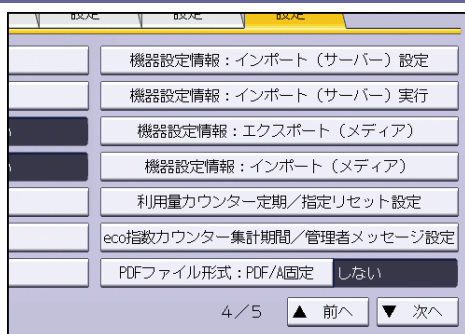 設定 設定 設定
機器設定情報：インポート（サーバー）設定
機器設定情報：インポート（サーバー）実行
い 機器設定情報：エクスポート（メディア）
い 機器設定情報：インポート（メディア）
利用量カウンター定期／指定リセット設定
eco指数カウンター集計期間／管理者メッセージ設定
PDFファイル形式：PDF/A固定 しない
4／5 ▲ 前へ ▼ 次へ